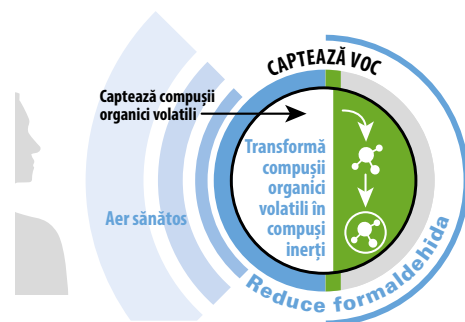 CAPTEAZĂ VOC
Captează compușii
organici volatili
Transformă
compușii
organici
volatili în
compuși
inerți
Aer sănătos
Reduce formaldehida